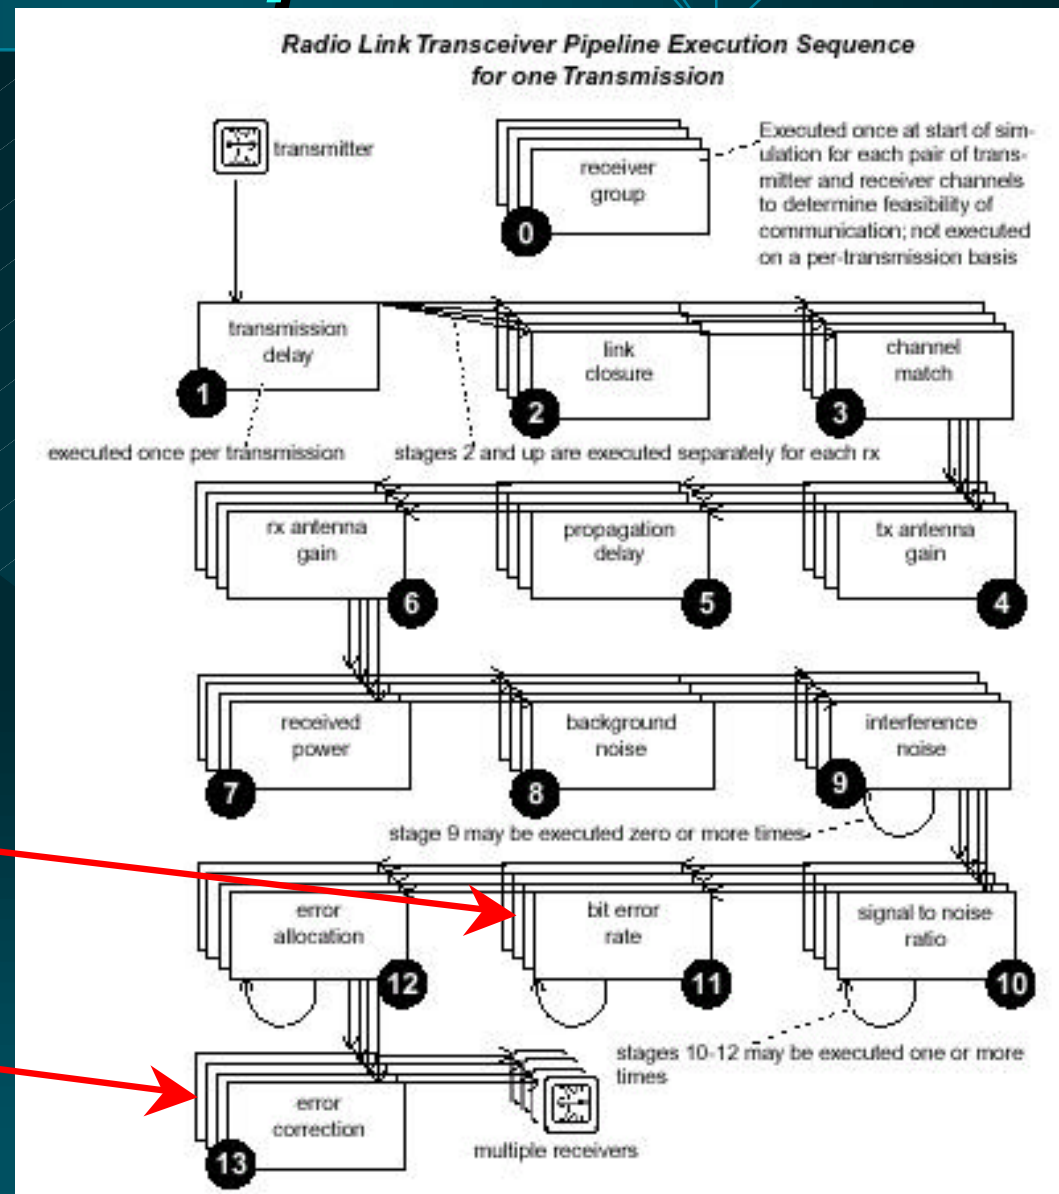 Radio Link Transceiver Pipeline Execution Sequence
for one Transmission
transmitter
receiver
group
0
Executed once at start of sim-
ulation for each pair of trans-
mitter and receiver channels
to determine feasibility of
communication; not executed
on a per-transmission basis
transmission
delay
1
link
closure
2
channel
match
3
executed once per transmission
stages 2 and up are executed separately for each rx
rx antenna
gain
6
propagation
delay
5
tx antenna
gain
4
received
power
7
background
noise
8
interference
noise
9
stage 9 may be executed zero or more times
error
allocation
12
bit error
rate
11
signal to noise
ratio
10
stages 10-12 may be executed one or more
times
error
correction
13
multiple receivers